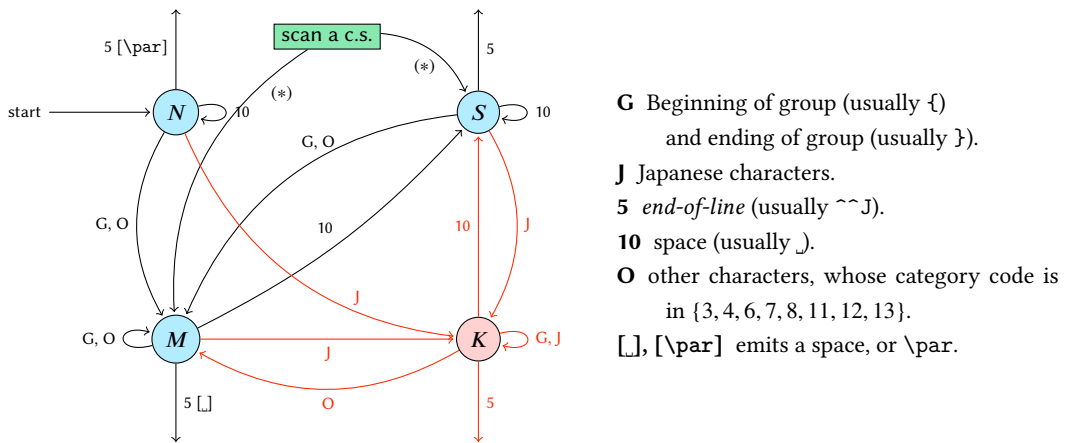 5 [\par]
scan a c.s.
5
(∗)
(∗)
start
N
10
S
10
G, O
G, O
10
10
J
J
G, O
M
J
K
G, J
O
5 [␣]
5
G Beginning of group (usually {)
and ending of group (usually }).
J Japanese characters.
5 end-of-line (usually ^^J).
10 space (usually ␣).
O other characters, whose category code is
in {3, 4, 6, 7, 8, 11, 12, 13}.
[␣], [\par] emits a space, or \par.